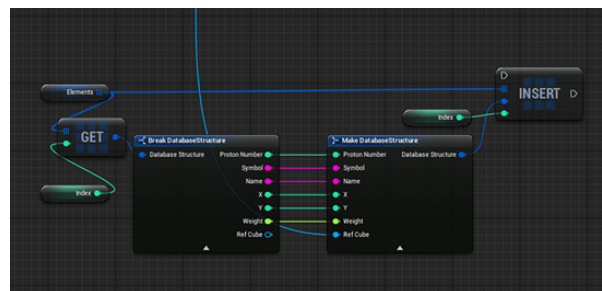 Elements
GET
Index
Break DatabaseStructure
Database Structure
Proton Number
Symbol
Name
X
Y
Weight
Ref Cube
Make DatabaseStructure
Proton Number
Database Structure
Symbol
Name
X
Y
Weight
Ref Cube
Index
INSERT